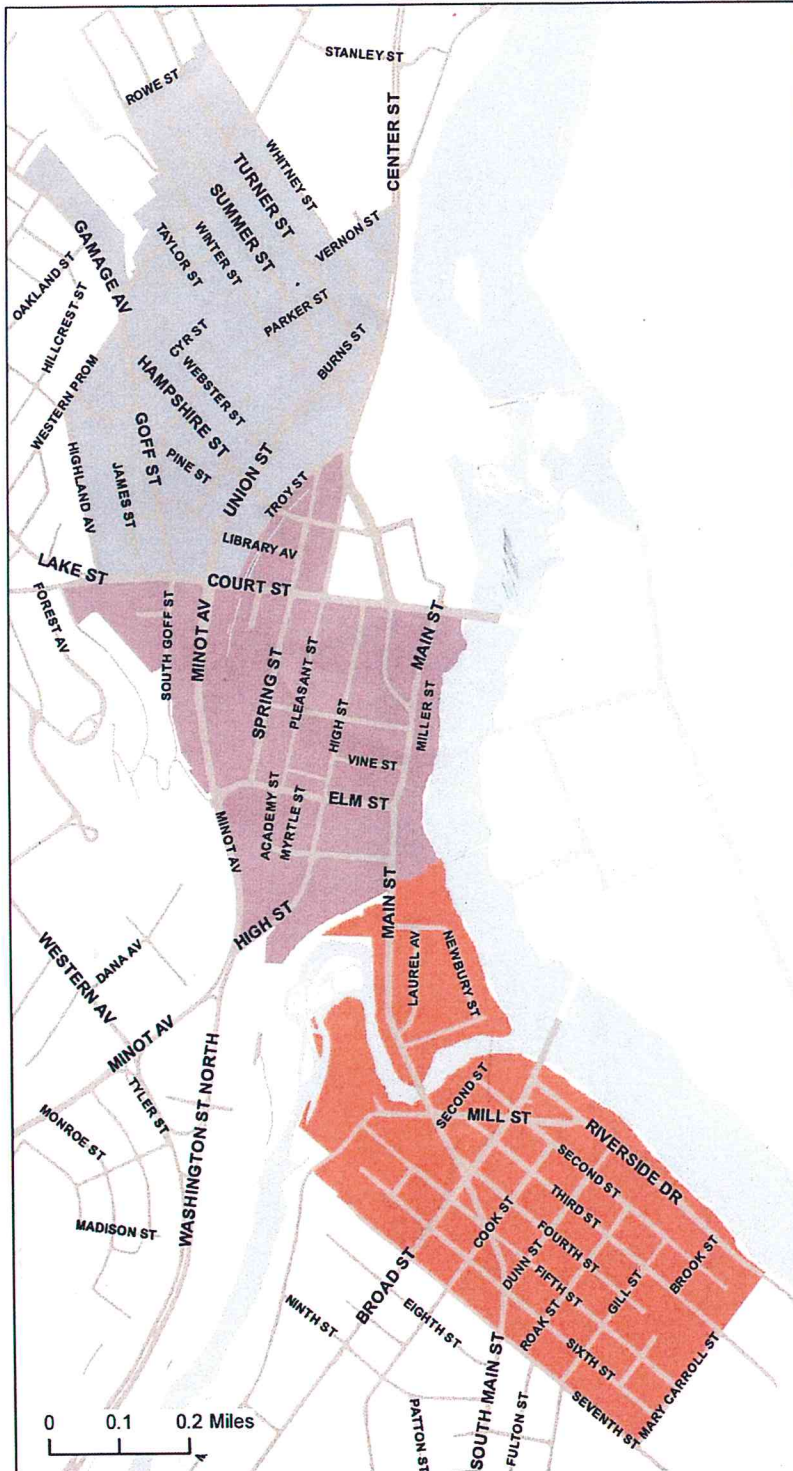 STANLEY ST
ROWE ST
CENTER ST
WHITNEY ST
TURNER ST
SUMMER ST
VERNON ST
WINTER ST
TAYLOR ST
GAMAGE AV
OAKLAND ST
HILLCREST ST
PARKER ST
CYR ST
BURNS ST
WEBSTER ST
HAMPSHIRE ST
WESTERN PROM
GOFF ST
PINE ST
HIGHLAND AV
JAMES ST
UNION ST
TROY ST
LIBRARY AV
LAKE ST
COURT ST
FOREST AV
SOUTH GOFF ST
MINOT AV
MAIN ST
SPRING ST
PLEASANT ST
HIGH ST
MILLER ST
VINE ST
ACADEMY ST
MYRTLE ST
ELM ST
MINOT AV
MAIN ST
HIGH ST
NEWBURY ST
LAUREL AV
WESTERN AV
DANA AV
MINOT AV
TYLER ST
WASHINGTON ST NORTH
MONROE ST
MADISON ST
SECOND ST
MILL ST
RIVERSIDE DR
SECOND ST
THIRD ST
COOK ST
FOURTH ST
BROOK ST
DUNN ST
FIFTH ST
GILL ST
BROAD ST
EIGHTH ST
NINTH ST
ROAK ST
SIXTH ST
MARY CARROLL ST
SOUTH MAIN ST
SEVENTH ST
PATTON ST
FULTON ST
0 0.1 0.2 Miles